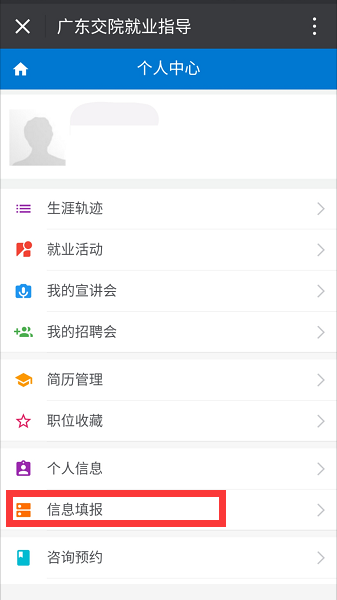 广东交院就业指导
个人中心
生涯轨迹
就业活动
我的宣讲会
我的招聘会
简历管理
职位收藏
个人信息
信息填报
咨询预约